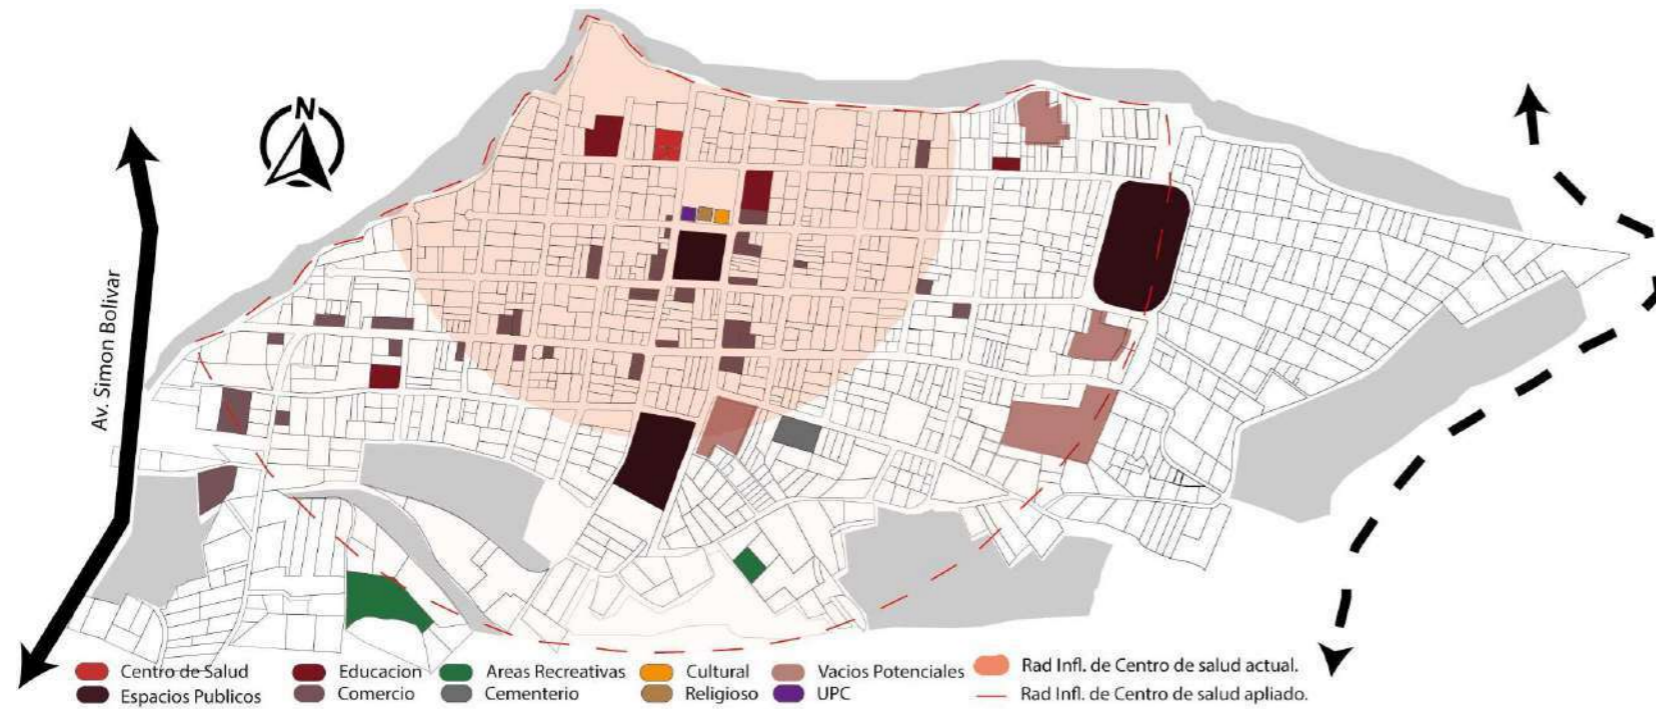 N
Av. Simon Bolivar
Centro de Salud
Educacion
Areas Recreativas
Cultural
Vacios Potenciales
Rad Infl. de Centro de salud actual.
Espacios Publicos
Comercio
Cementerio
Religioso
UPC
Rad Infl. de Centro de salud apliado.